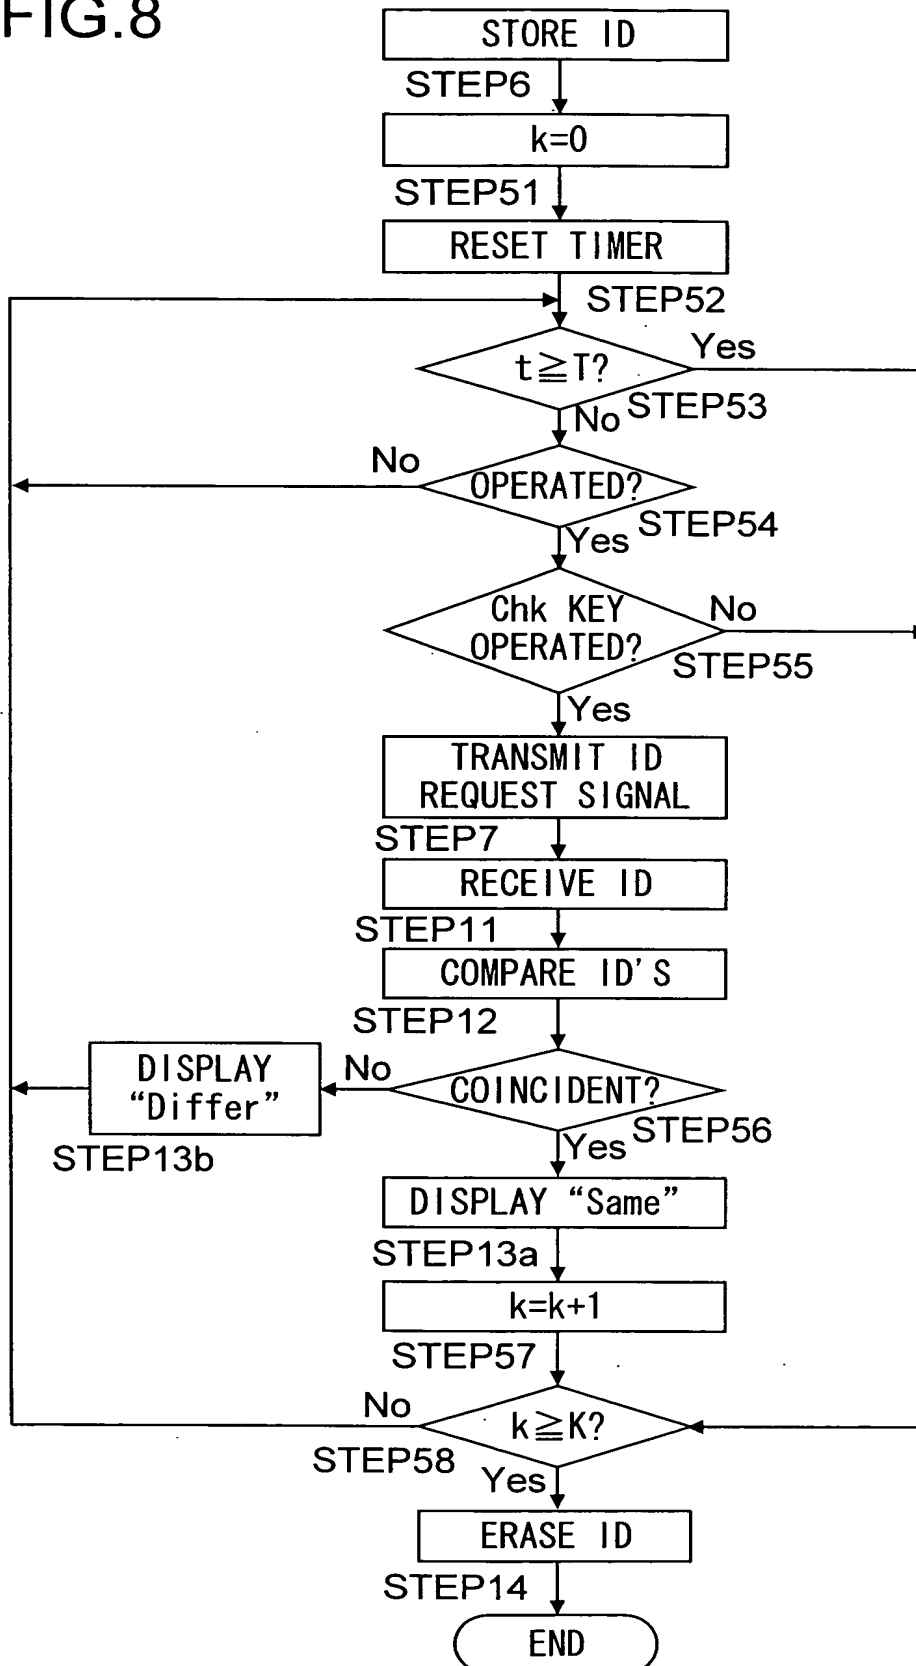 FIG.8
STORE ID
STEP6
k=0
STEP51
RESET TIMER
STEP52
t≧T?
Yes
STEP53
No
No
OPERATED?
STEP54
Yes
Chk KEY
OPERATED?
No
STEP55
Yes
TRANSMIT ID
REQUEST SIGNAL
STEP7
RECEIVE ID
STEP11
COMPARE ID'S
STEP12
COINCIDENT?
No
DISPLAY
“Differ”
STEP13b
STEP56
Yes
DISPLAY “Same”
STEP13a
k=k+1
STEP57
k≧K?
No
STEP58
Yes
ERASE ID
STEP14
END